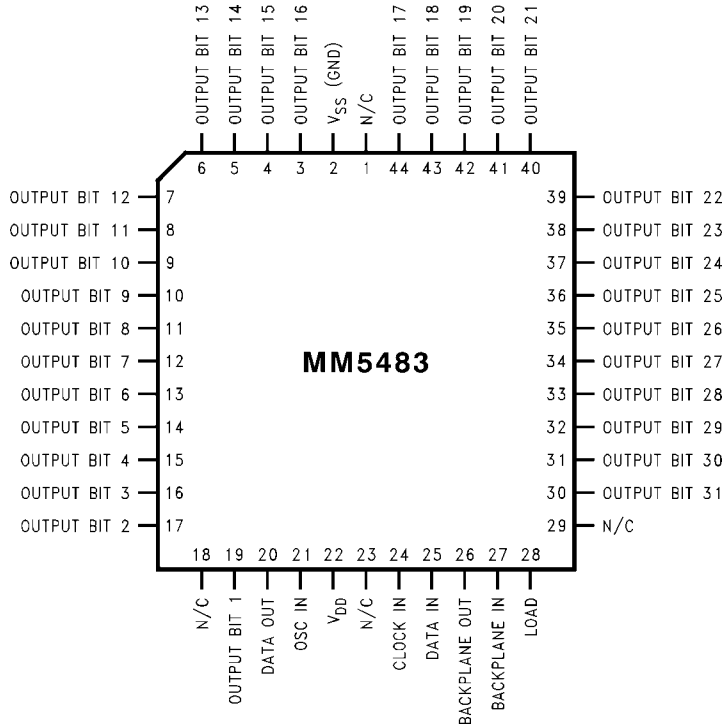 OUTPUT BIT 13
OUTPUT BIT 14
OUTPUT BIT 15
OUTPUT BIT 16
VSS (GND)
N/C
OUTPUT BIT 17
OUTPUT BIT 18
OUTPUT BIT 19
OUTPUT BIT 20
OUTPUT BIT 21
6 5 4 3 2 1 44 43 42 41 40
OUTPUT BIT 12 7
OUTPUT BIT 11 8
OUTPUT BIT 10 9
OUTPUT BIT 9 10
OUTPUT BIT 8 11
OUTPUT BIT 7 12
OUTPUT BIT 6 13
OUTPUT BIT 5 14
OUTPUT BIT 4 15
OUTPUT BIT 3 16
OUTPUT BIT 2 17
MM5483
39 OUTPUT BIT 22
38 OUTPUT BIT 23
37 OUTPUT BIT 24
36 OUTPUT BIT 25
35 OUTPUT BIT 26
34 OUTPUT BIT 27
33 OUTPUT BIT 28
32 OUTPUT BIT 29
31 OUTPUT BIT 30
30 OUTPUT BIT 31
29 N/C
18 19 20 21 22 23 24 25 26 27 28
N/C
OUTPUT BIT 1
DATA OUT
OSC IN
VDD
N/C
CLOCK IN
DATA IN
BACKPLANE OUT
BACKPLANE IN
LOAD